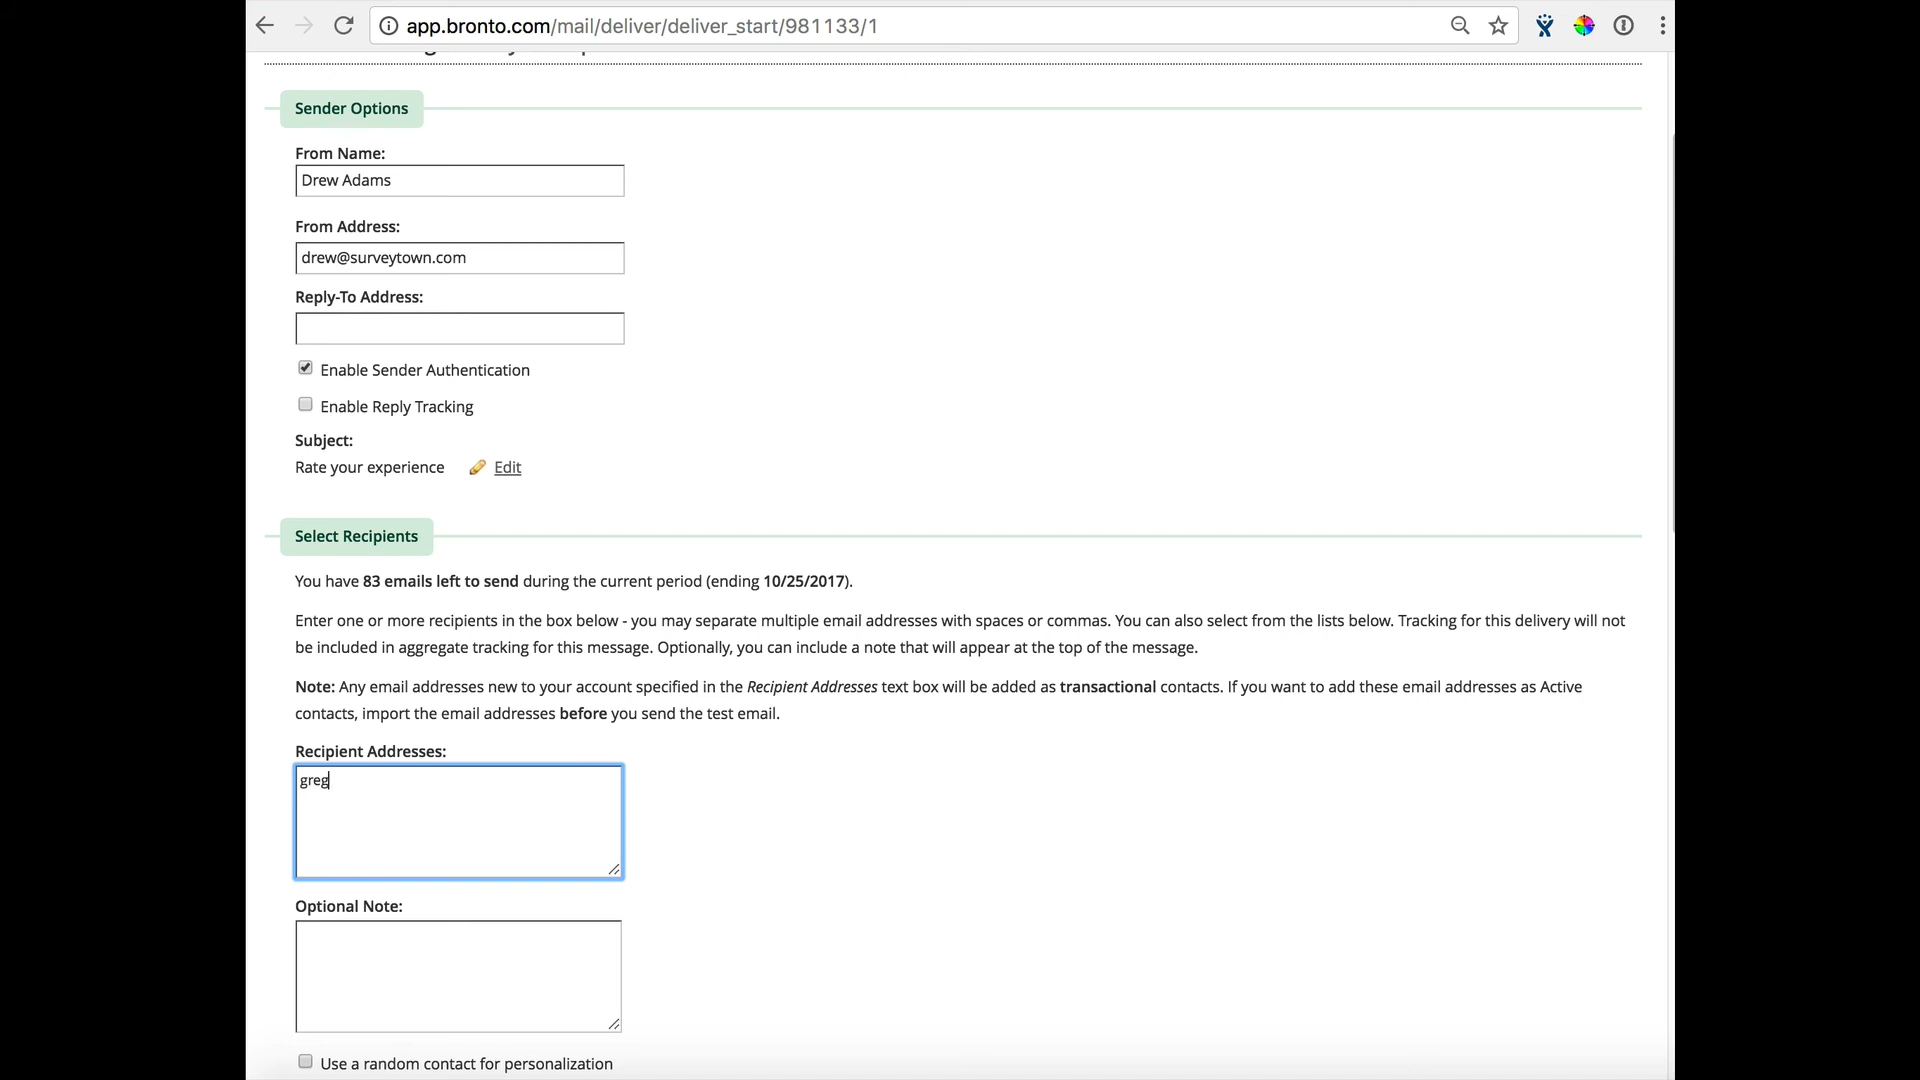 app.bronto.com/mail/deliver/deliver_start/981133/1
Sender Options
From Name:
Drew Adams
From Address:
drew@surveytown.com
Reply-To Address:
Enable Sender Authentication
Enable Reply Tracking
Subject:
Rate your experience Edit
Select Recipients
You have 83 emails left to send during the current period (ending 10/25/2017).
Enter one or more recipients in the box below - you may separate multiple email addresses with spaces or commas. You can also select from the lists below. Tracking for this delivery will not
be included in aggregate tracking for this message. Optionally, you can include a note that will appear at the top of the message.
Note: Any email addresses new to your account specified in the Recipient Addresses text box will be added as transactional contacts. If you want to add these email addresses as Active
contacts, import the email addresses before you send the test email.
Recipient Addresses:
greg
Optional Note:
Use a random contact for personalization